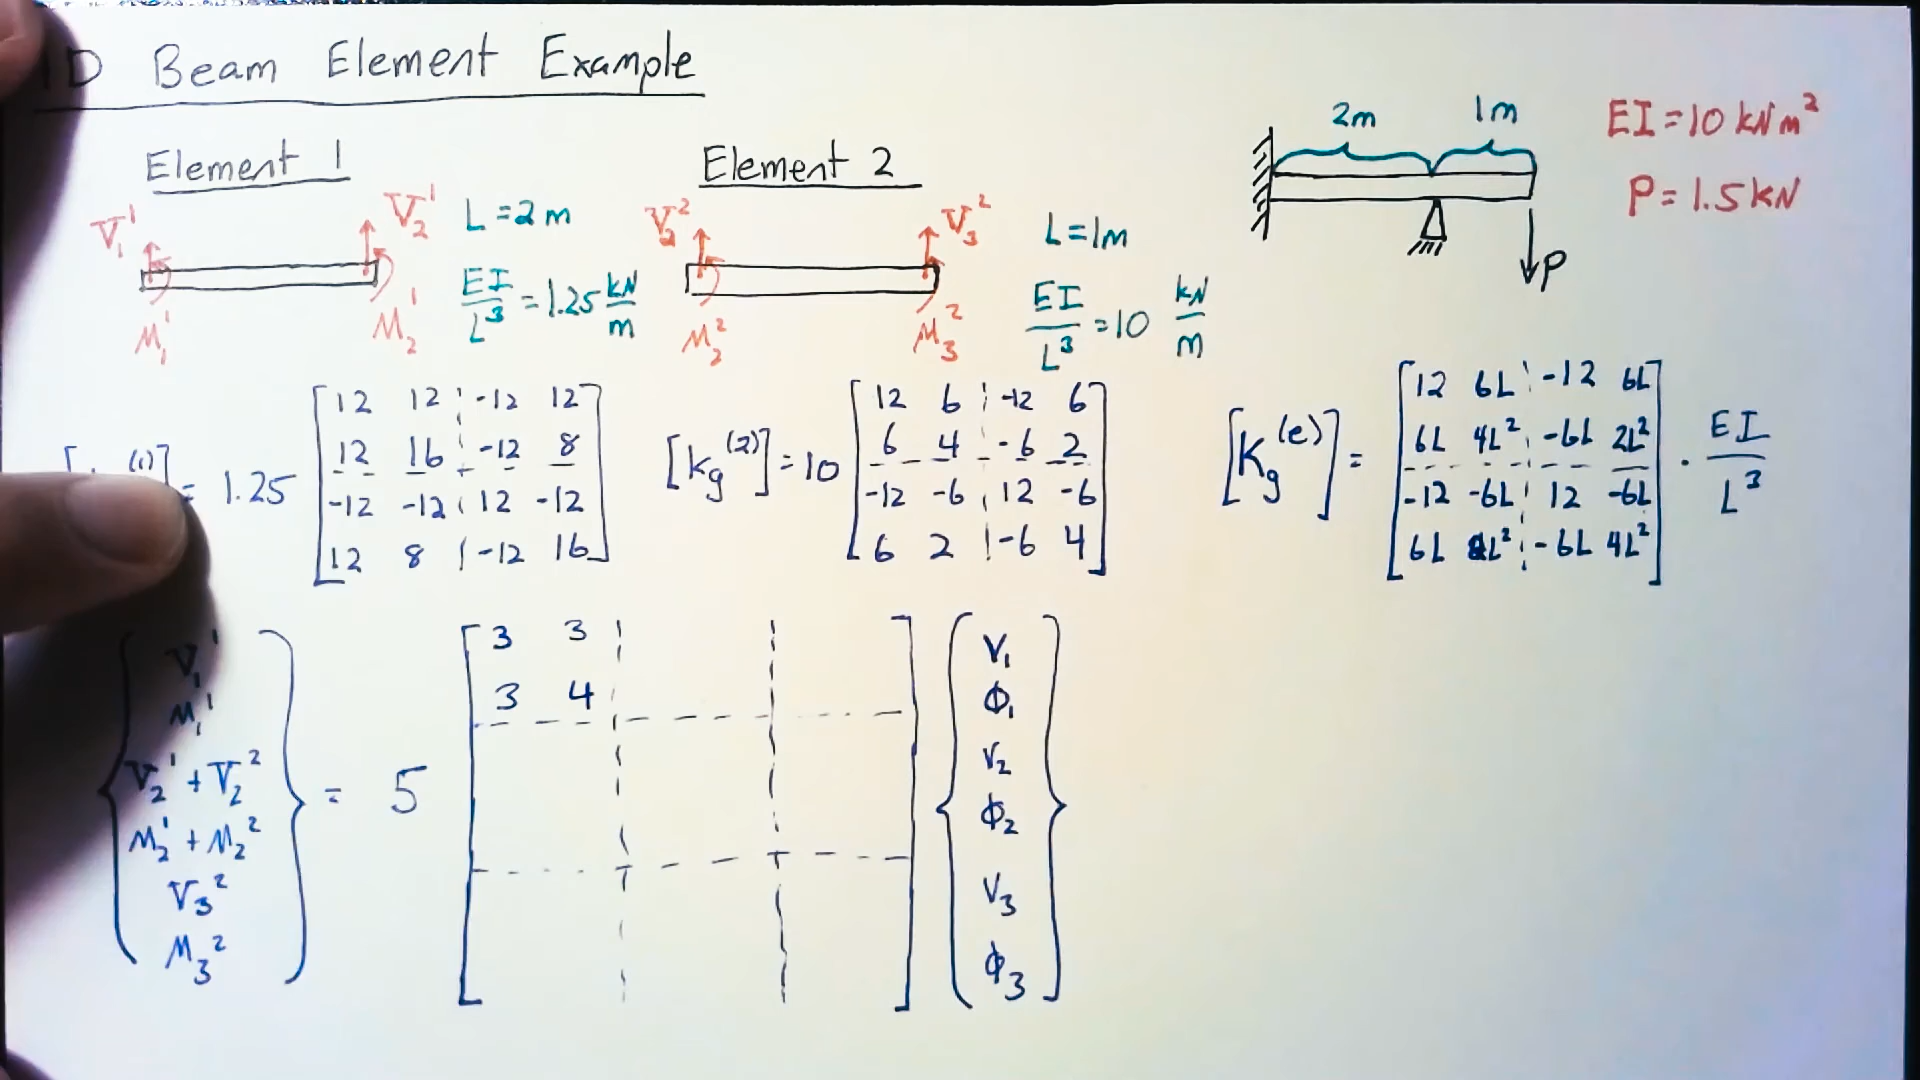 1D Beam Element Example
Element 1
V₁¹ V₂¹
M₁¹ M₂¹
L = 2m
EI/L³ = 1.25 kN/m
Element 2
V₂² V₃²
M₂² M₃²
L = 1m
EI/L³ = 10 kN/m
2m 1m
P
EI = 10 kNm²
P = 1.5 kN
(1)] = 1.25
12 12 -12 12
12 16 -12 8
-12 -12 12 -12
12 8 -12 16
[kg(2)] = 10
12 6 -12 6
6 4 -6 2
-12 -6 12 -6
6 2 -6 4
[Kg(e)] =
12 6L -12 6L
6L 4L² -6L 2L²
-12 -6L 12 -6L
6L 2L² -6L 4L²
· EI/L³
V₁¹
M₁¹
V₂¹ + V₂²
M₂¹ + M₂²
V₃²
M₃²
= 5
3 3
3 4
V₁
ϕ₁
V₂
ϕ₂
V₃
ϕ₃